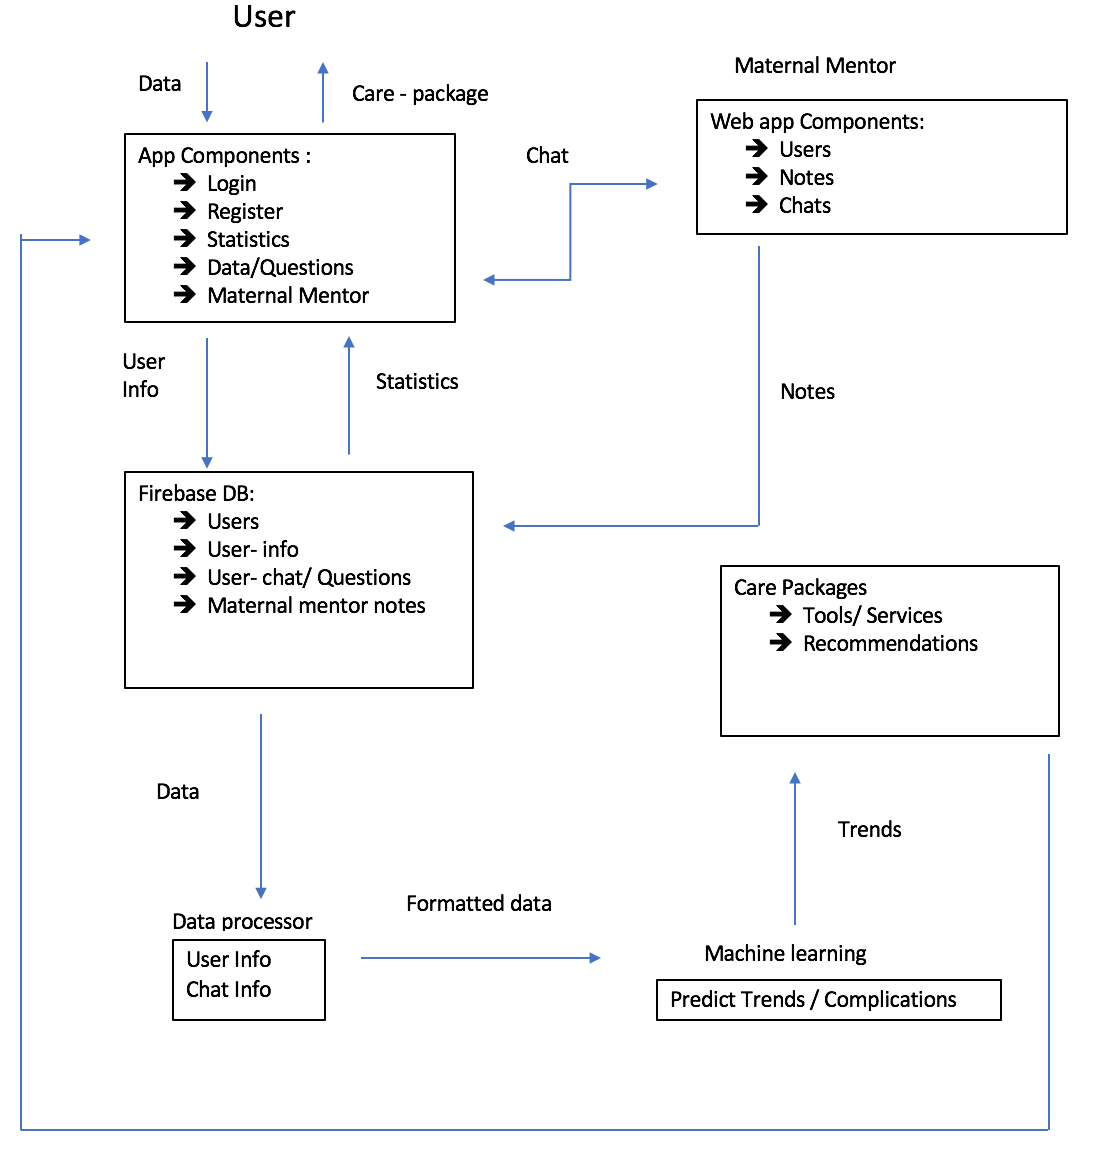 User
Data
Care - package
Maternal Mentor
App Components :
➔ Login
➔ Register
➔ Statistics
➔ Data/Questions
➔ Maternal Mentor
Chat
Web app Components:
➔ Users
➔ Notes
➔ Chats
User
Info
Statistics
Notes
Firebase DB:
➔ Users
➔ User- info
➔ User- chat/ Questions
➔ Maternal mentor notes
Care Packages
➔ Tools/ Services
➔ Recommendations
Data
Trends
Formatted data
Data processor
User Info
Chat Info
Machine learning
Predict Trends / Complications